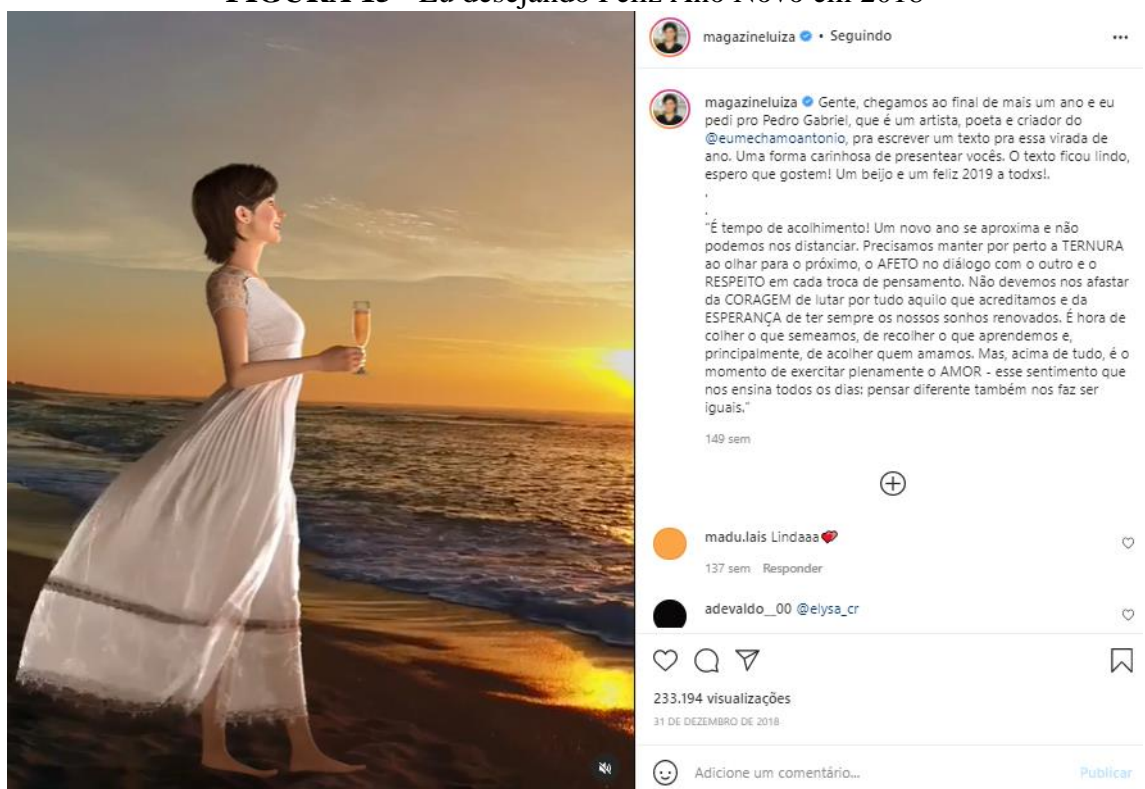 FIGURA 13 - Eu desejando Feliz Ano Novo em 2018
magazineluiza • Seguindo
magazineluiza Gente, chegamos ao final de mais um ano e eu
pedi pro Pedro Gabriel, que é um artista, poeta e criador do
@eumechamoantonio, pra escrever um texto pra essa virada de
ano. Uma forma carinhosa de presentear vocês. O texto ficou lindo,
espero que gostem! Um beijo e um feliz 2019 a todxs!.
.
.
"É tempo de acolhimento! Um novo ano se aproxima e não
podemos nos distanciar. Precisamos manter por perto a TERNURA
ao olhar para o próximo, o AFETO no diálogo com o outro e o
RESPEITO em cada troca de pensamento. Não devemos nos afastar
da CORAGEM de lutar por tudo aquilo que acreditamos e da
ESPERANÇA de ter sempre os nossos sonhos renovados. É hora de
colher o que semeamos, de recolher o que aprendemos e,
principalmente, de acolher quem amamos. Mas, acima de tudo, é o
momento de exercitar plenamente o AMOR - esse sentimento que
nos ensina todos os dias: pensar diferente também nos faz ser
iguais."
149 sem
madu.lais Lindaaa💕
137 sem Responder
adevaldo__00 @elysa_cr
233.194 visualizações
31 DE DEZEMBRO DE 2018
Adicione um comentário... Publicar